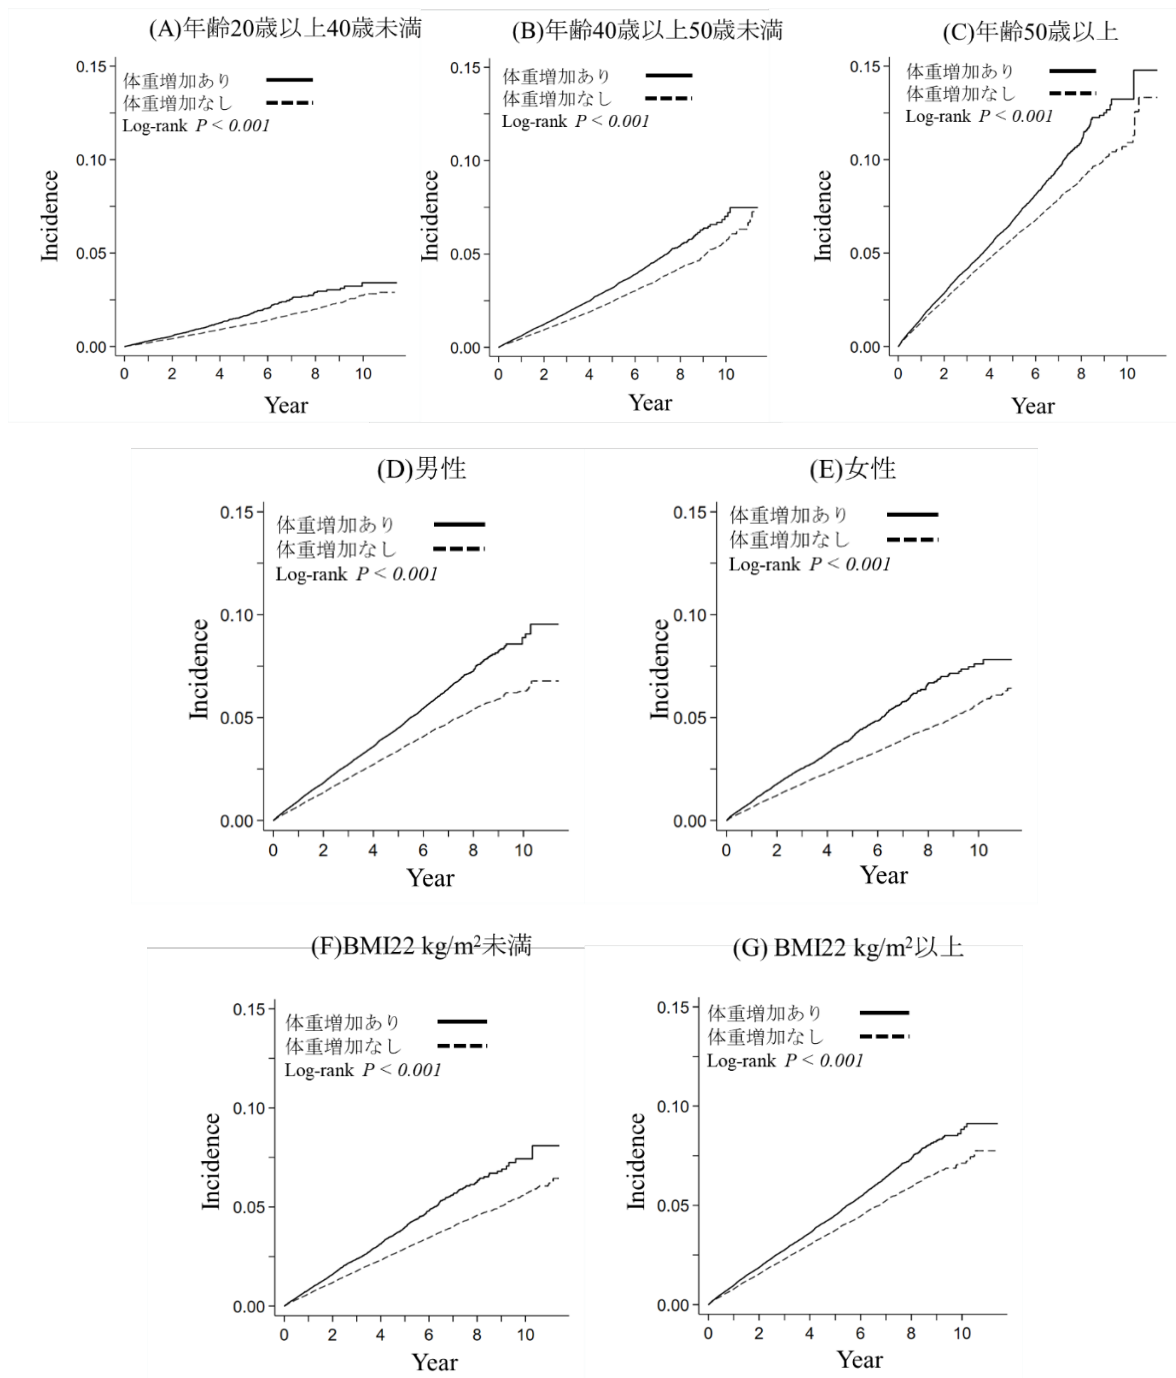 (A)年齢20歳以上40歳未満
0.15
0.10
0.05
0.00
Incidence
体重増加あり
体重増加なし
Log-rank P < 0.001
0 2 4 6 8 10
Year
(B)年齢40歳以上50歳未満
0.15
0.10
0.05
0.00
Incidence
体重増加あり
体重増加なし
Log-rank P < 0.001
0 2 4 6 8 10
Year
(C)年齢50歳以上
0.15
0.10
0.05
0.00
Incidence
体重増加あり
体重増加なし
Log-rank P < 0.001
0 2 4 6 8 10
Year
(D)男性
0.15
0.10
0.05
0.00
Incidence
体重増加あり
体重増加なし
Log-rank P < 0.001
0 2 4 6 8 10
Year
(E)女性
0.15
0.10
0.05
0.00
Incidence
体重増加あり
体重増加なし
Log-rank P < 0.001
0 2 4 6 8 10
Year
(F)BMI22 kg/m²未満
0.15
0.10
0.05
0.00
Incidence
体重増加あり
体重増加なし
Log-rank P < 0.001
0 2 4 6 8 10
Year
(G) BMI22 kg/m²以上
0.15
0.10
0.05
0.00
Incidence
体重増加あり
体重増加なし
Log-rank P < 0.001
0 2 4 6 8 10
Year